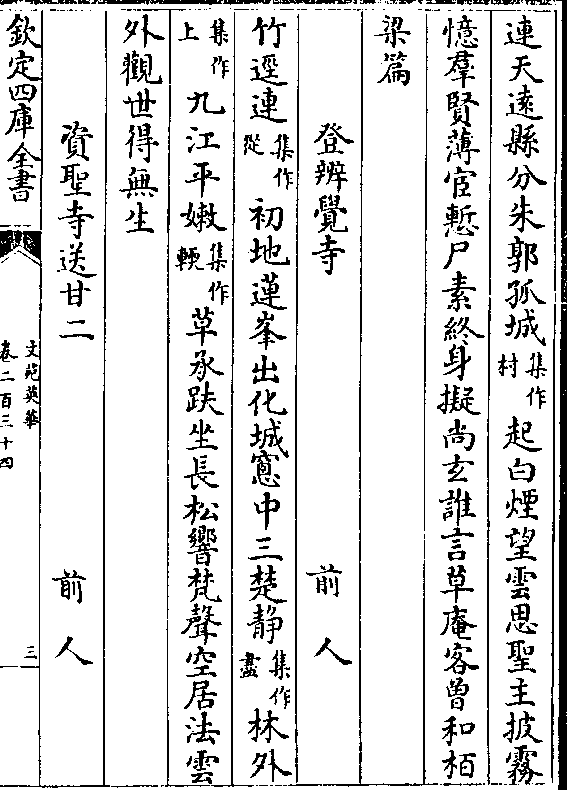 連天遠縣分朱郭孤城集作村起白煙望雲思聖主披霧
憶羣賢薄宦慙尸素終身擬尚玄誰言草庵客曾和栢
梁篇
登辨覺寺 前人
竹逕連集作從初地蓮峯出化城窻中三楚静集作盡林外
集作上九江平嫩集作輭草承趺坐長松響梵聲空居法雲
外觀世得無生
資聖寺送甘二 前人
欽定四庫全書
文苑英華
卷二百三十四
三